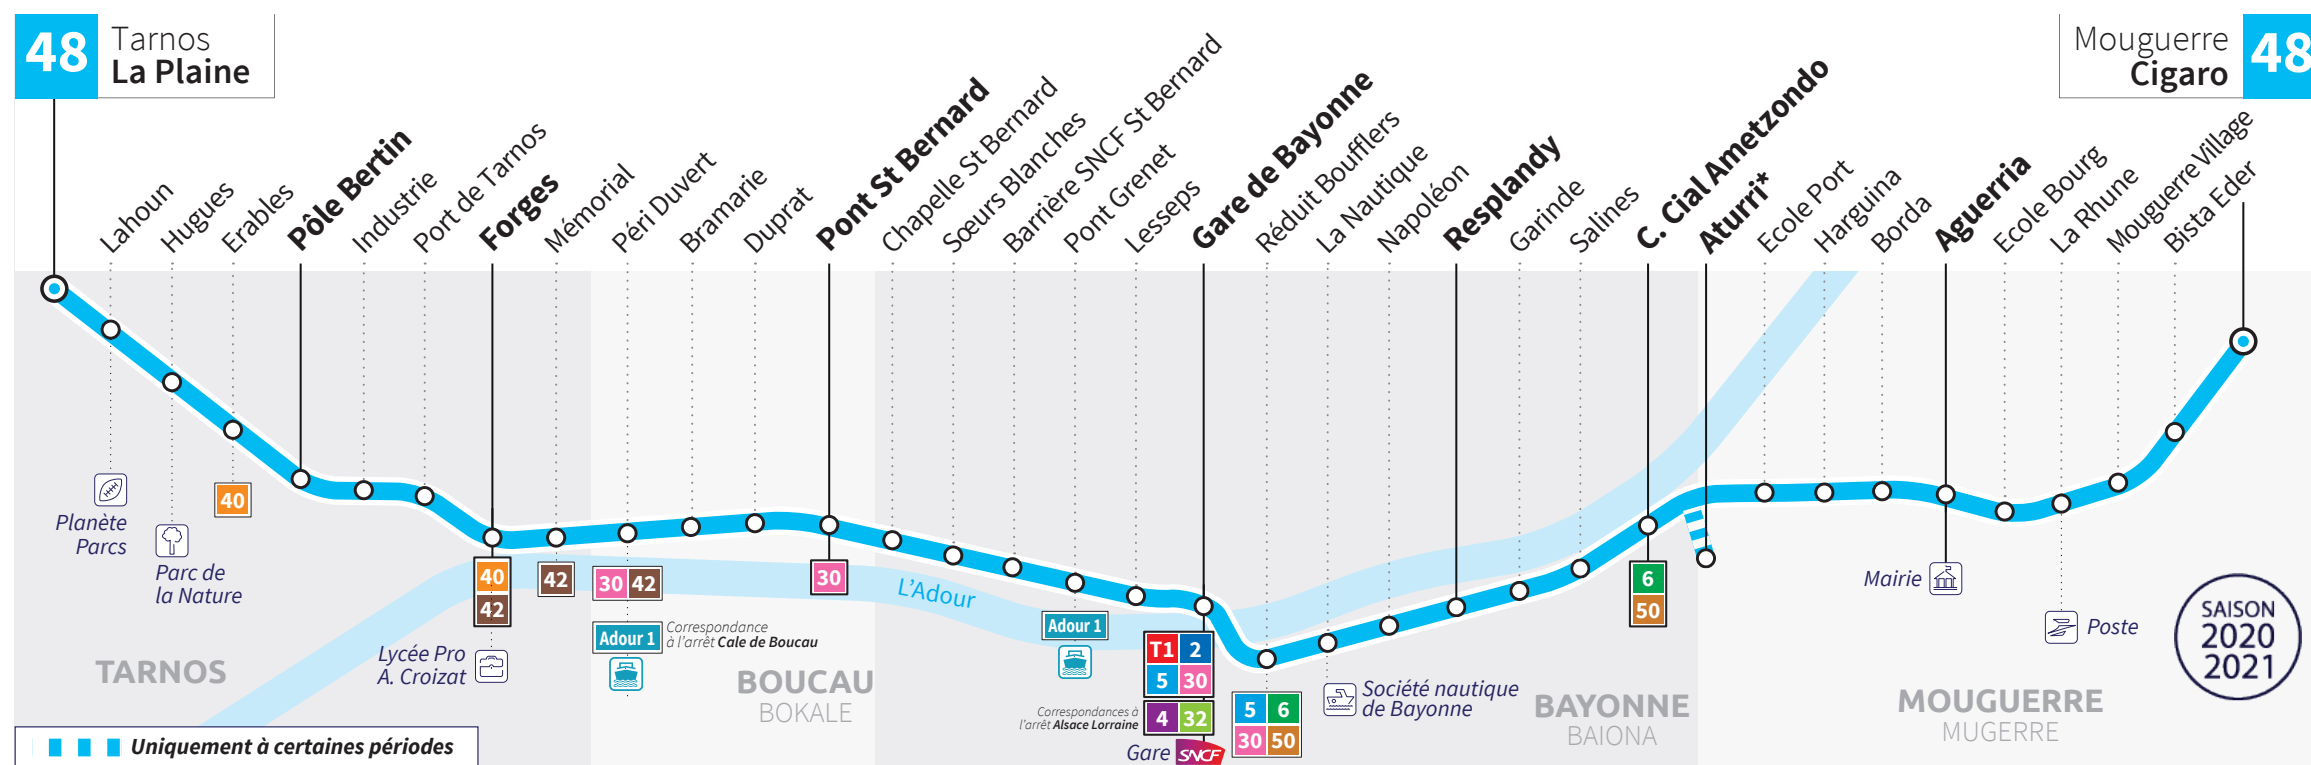 48
Tarnos
La Plaine
Mouguerre
Cigaro
48
Lahoun
Hugues
Erables
Pôle Bertin
Industrie
Port de Tarnos
Forges
Mémorial
Péri Duvert
Bramarie
Duprat
Pont St Bernard
Chapelle St Bernard
Sœurs Blanches
Barrière SNCF St Bernard
Pont Grenet
Lesseps
Gare de Bayonne
Réduit Boufflers
La Nautique
Napoléon
Resplandy
Garinde
Salines
C. Cial Ametzondo
Aturri*
Ecole Port
Harguina
Borda
Aguerria
Ecole Bourg
La Rhune
Mouguerre Village
Bista Eder
Planète
Parcs
Parc de
la Nature
40
40
42
Lycée Pro
A. Croizat
42
30 42
Adour 1
Correspondance
à l'arrêt Cale de Boucau
30
L'Adour
Adour 1
T1 2
5 30
Correspondances à
l'arrêt Alsace Lorraine
4 32
Gare SNCF
5 6
30 50
Société nautique
de Bayonne
6
50
Mairie
Poste
TARNOS
BOUCAU
BOKALE
BAYONNE
BAIONA
MOUGUERRE
MUGERRE
SAISON
2020
2021
Uniquement à certaines périodes